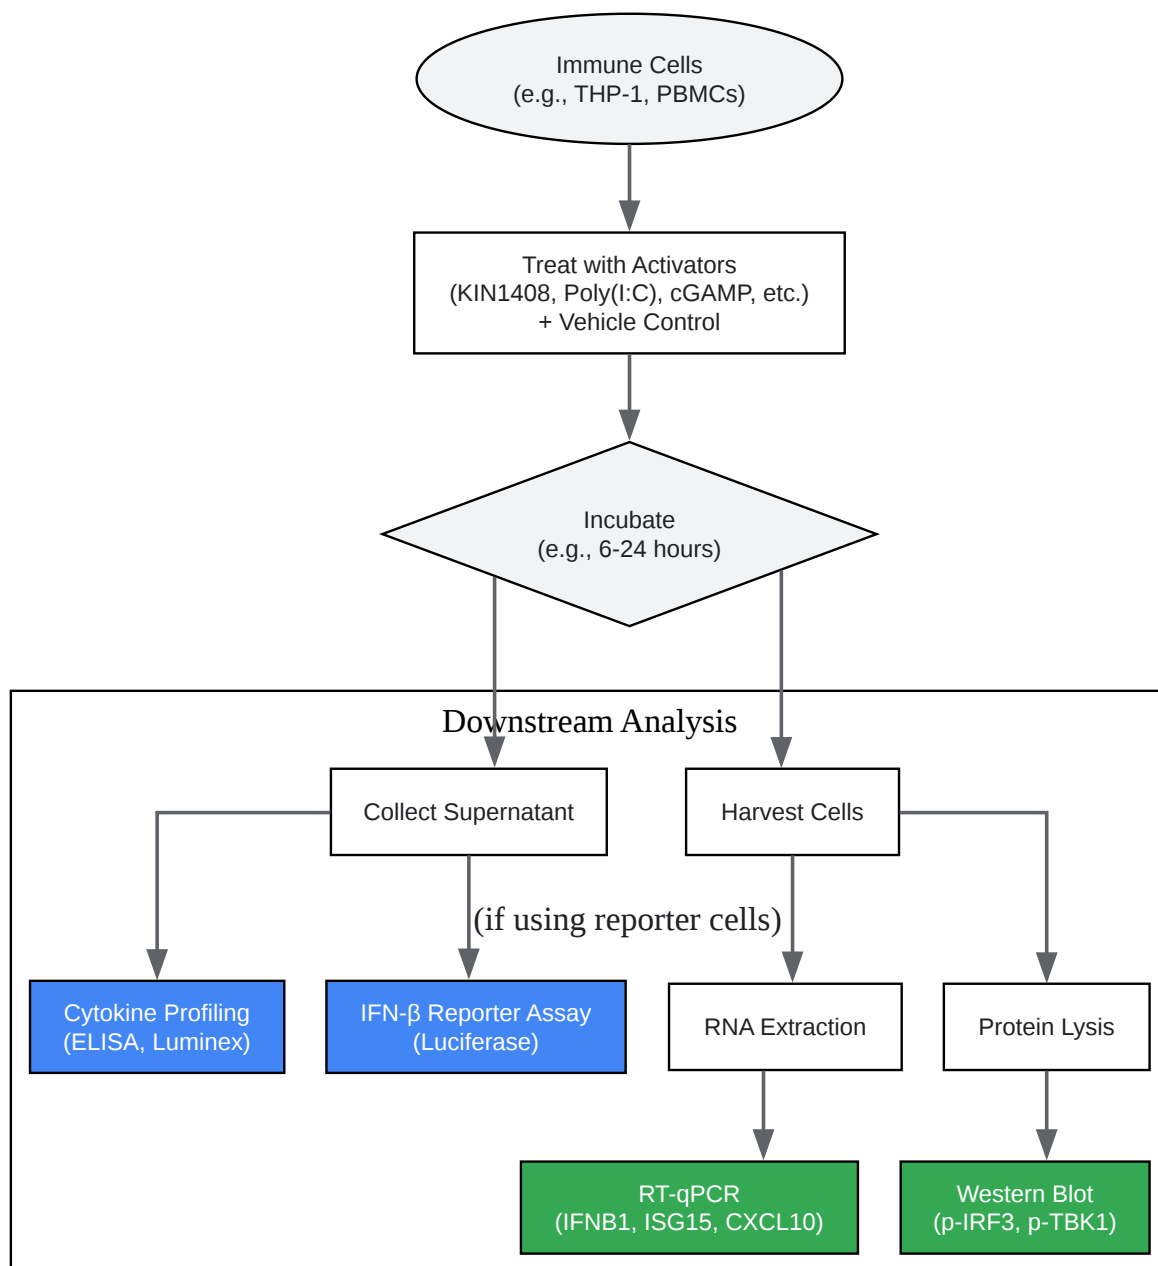 Immune Cells
(e.g., THP-1, PBMCs)
Treat with Activators
(KIN1408, Poly(I:C), cGAMP, etc.)
+ Vehicle Control
Incubate
(e.g., 6-24 hours)
Downstream Analysis
Collect Supernatant
Harvest Cells
(if using reporter cells)
Cytokine Profiling
(ELISA, Luminex)
IFN-β Reporter Assay
(Luciferase)
RNA Extraction
Protein Lysis
RT-qPCR
(IFNB1, ISG15, CXCL10)
Western Blot
(p-IRF3, p-TBK1)